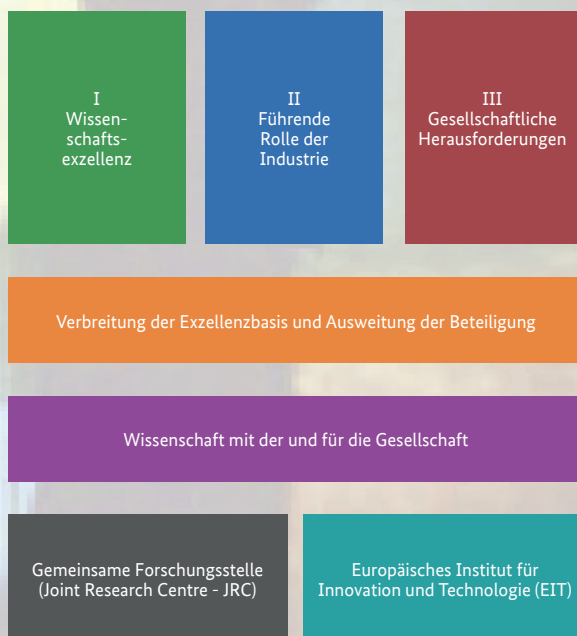 I
Wissen-
schafts-
exzellenz
II
Führende
Rolle der
Industrie
III
Gesellschaftliche
Herausforderungen
Verbreitung der Exzellenzbasis und Ausweitung der Beteiligung
Wissenschaft mit der und für die Gesellschaft
Gemeinsame Forschungsstelle
(Joint Research Centre - JRC)
Europäisches Institut für
Innovation und Technologie (EIT)